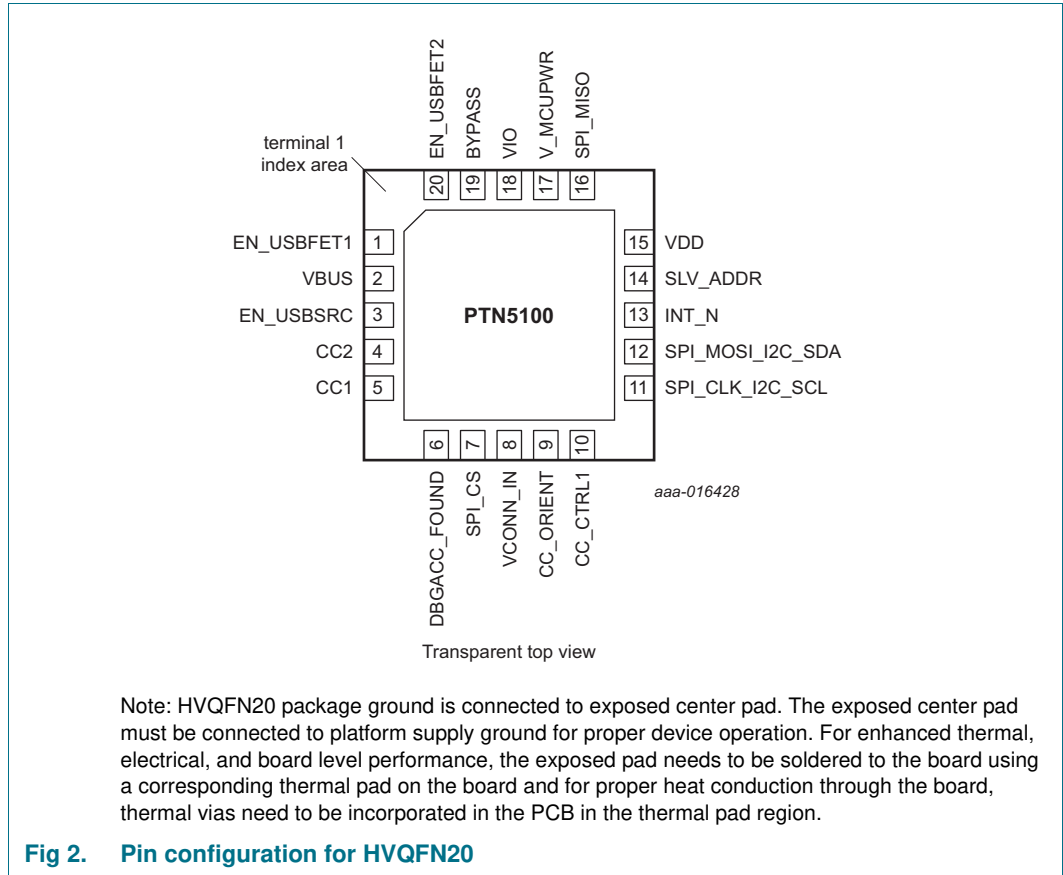 EN_USBFET2
BYPASS
VIO
V_MCUPWR
SPI_MISO
terminal 1
index area
20
19
18
17
16
EN_USBFET1 1
15 VDD
VBUS 2
14 SLV_ADDR
EN_USBSRC 3
PTN5100
13 INT_N
CC2 4
12 SPI_MOSI_I2C_SDA
CC1 5
11 SPI_CLK_I2C_SCL
6
7
8
9
10
DBGACC_FOUND
SPI_CS
VCONN_IN
CC_ORIENT
CC_CTRL1
aaa-016428
Transparent top view
Note: HVQFN20 package ground is connected to exposed center pad. The exposed center pad
must be connected to platform supply ground for proper device operation. For enhanced thermal,
electrical, and board level performance, the exposed pad needs to be soldered to the board using
a corresponding thermal pad on the board and for proper heat conduction through the board,
thermal vias need to be incorporated in the PCB in the thermal pad region.
Fig 2. Pin configuration for HVQFN20